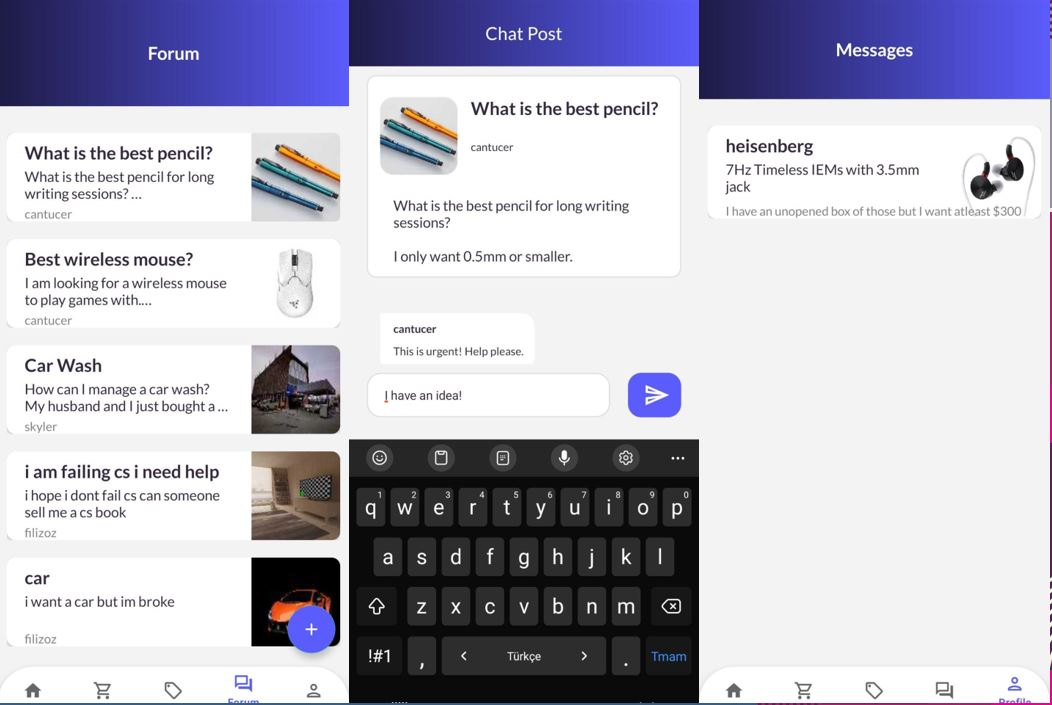 Forum
What is the best pencil?
What is the best pencil for long
writing sessions? ...
cantucer
Best wireless mouse?
I am looking for a wireless mouse
to play games with....
cantucer
Car Wash
How can I manage a car wash?
My husband and I just bought a ...
skyler
i am failing cs i need help
i hope i dont fail cs can someone
sell me a cs book
filizoz
car
i want a car but im broke
filizoz
+
Forum
Chat Post
What is the best pencil?
cantucer
What is the best pencil for long writing
sessions?
I only want 0.5mm or smaller.
cantucer
This is urgent! Help please.
I have an idea!
1 2 3 4 5 6 7 8 9 0
q w e r t y u i o p
a s d f g h j k l
z x c v b n m
!#1 , < Türkçe > . Tmam
Messages
heisenberg
7Hz Timeless IEMs with 3.5mm
jack
I have an unopened box of those but I want atleast $300
Profile